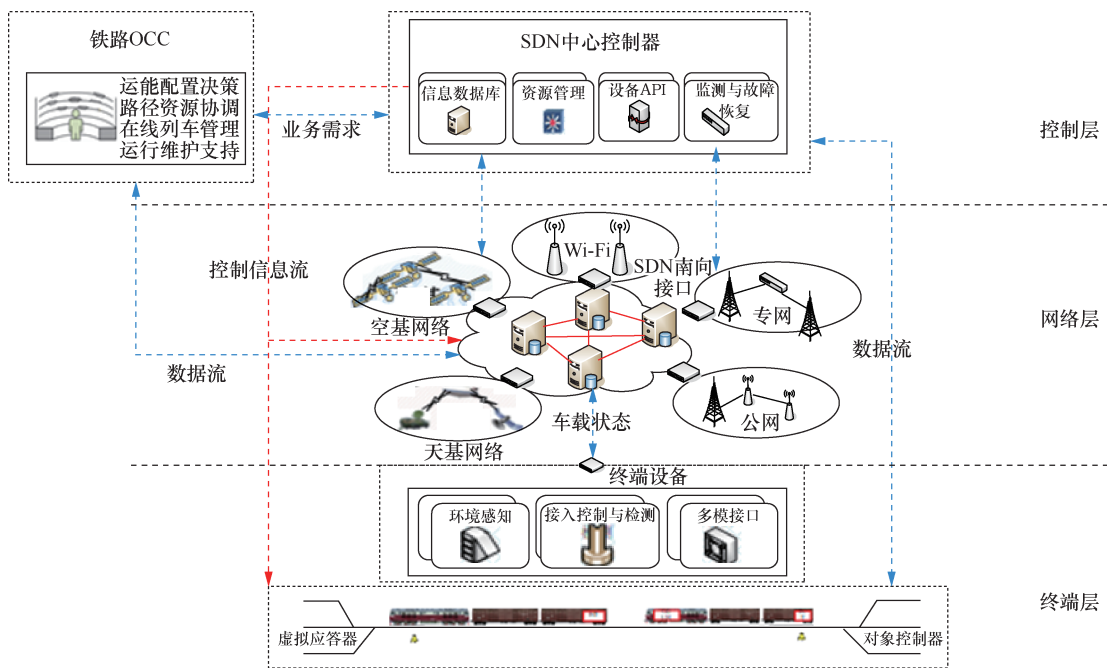 铁路OCC
运能配置决策
路径资源协调
在线列车管理
运行维护支持
业务需求
SDN中心控制器
信息数据库
资源管理
设备API
监测与故障
恢复
控制层
控制信息流
空基网络
Wi-Fi
SDN南向
接口
专网
网络层
数据流
数据流
天基网络
车载状态
公网
终端设备
环境感知
接入控制与检测
多模接口
终端层
虚拟应答器
对象控制器